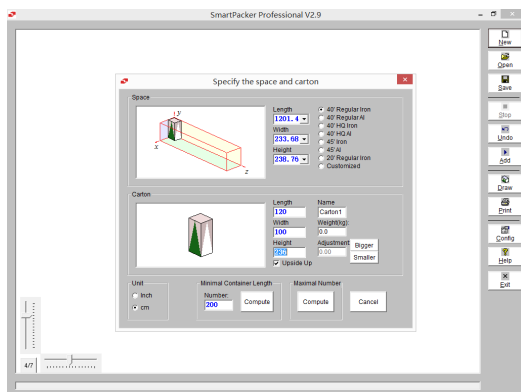 SmartPacker Professional V2.9
New
Open
Save
Stop
Undo
Add
Draw
Print
Config
Help
Exit
Specify the space and carton
Space
y
x
z
Length
1201.4
Width
233.68
Height
238.76
40' Regular Iron
40' Regular Al
40' HQ Iron
40' HQ Al
45' Iron
45' Al
20' Regular Iron
Customized
Carton
Length
120
Width
100
Height
236
Upside Up
Name
Carton1
Weight(kg):
0.0
Adjustment
0.00
Bigger
Smaller
Unit
Inch
cm
Minimal Container Length
Number:
200
Compute
Maximal Number
Compute
Cancel
4/7